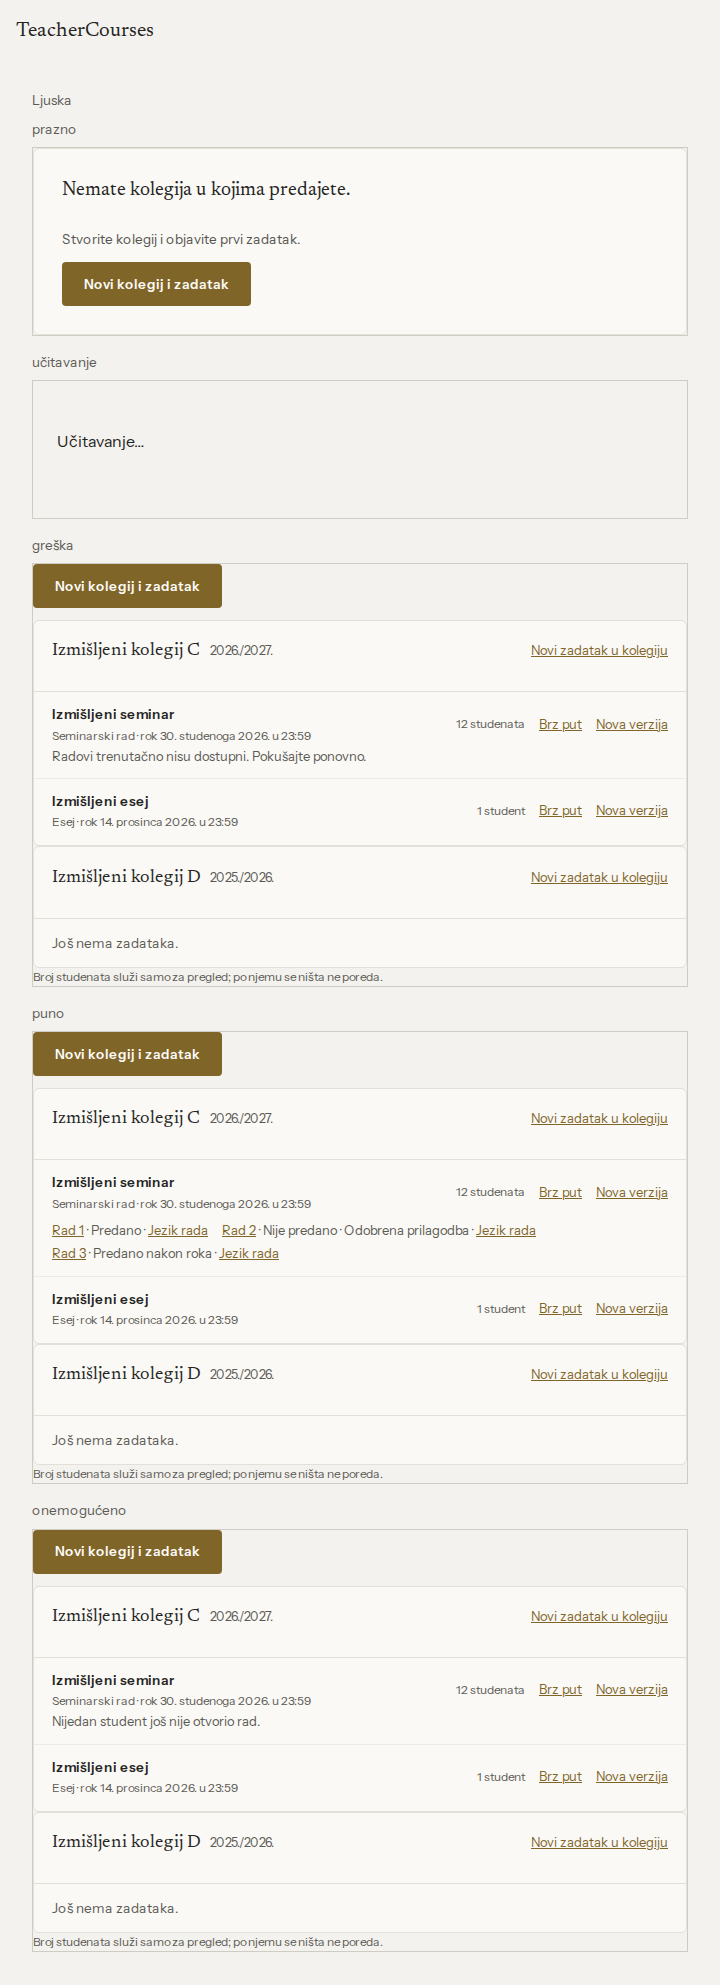 TeacherCourses
Ljuska
prazno
Nemate kolegija u kojima predajete.
Stvorite kolegij i objavite prvi zadatak.
Novi kolegij i zadatak
učitavanje
Učitavanje…
greška
Novi kolegij i zadatak
Izmišljeni kolegij C 2026./2027. Novi zadatak u kolegiju
Izmišljeni seminar
12 studenata Brz put Nova verzija
Seminarski rad · rok 30. studenoga 2026. u 23:59
Radovi trenutačno nisu dostupni. Pokušajte ponovno.
Izmišljeni esej
1 student Brz put Nova verzija
Esej · rok 14. prosinca 2026. u 23:59
Izmišljeni kolegij D 2025./2026. Novi zadatak u kolegiju
Još nema zadataka.
Broj studenata služi samo za pregled; po njemu se ništa ne poreda.
puno
Novi kolegij i zadatak
Izmišljeni kolegij C 2026./2027. Novi zadatak u kolegiju
Izmišljeni seminar
12 studenata Brz put Nova verzija
Seminarski rad · rok 30. studenoga 2026. u 23:59
Rad 1 · Predano · Jezik rada Rad 2 · Nije predano · Odobrena prilagodba · Jezik rada
Rad 3 · Predano nakon roka · Jezik rada
Izmišljeni esej
1 student Brz put Nova verzija
Esej · rok 14. prosinca 2026. u 23:59
Izmišljeni kolegij D 2025./2026. Novi zadatak u kolegiju
Još nema zadataka.
Broj studenata služi samo za pregled; po njemu se ništa ne poreda.
onemogućeno
Novi kolegij i zadatak
Izmišljeni kolegij C 2026./2027. Novi zadatak u kolegiju
Izmišljeni seminar
12 studenata Brz put Nova verzija
Seminarski rad · rok 30. studenoga 2026. u 23:59
Nijedan student još nije otvorio rad.
Izmišljeni esej
1 student Brz put Nova verzija
Esej · rok 14. prosinca 2026. u 23:59
Izmišljeni kolegij D 2025./2026. Novi zadatak u kolegiju
Još nema zadataka.
Broj studenata služi samo za pregled; po njemu se ništa ne poreda.